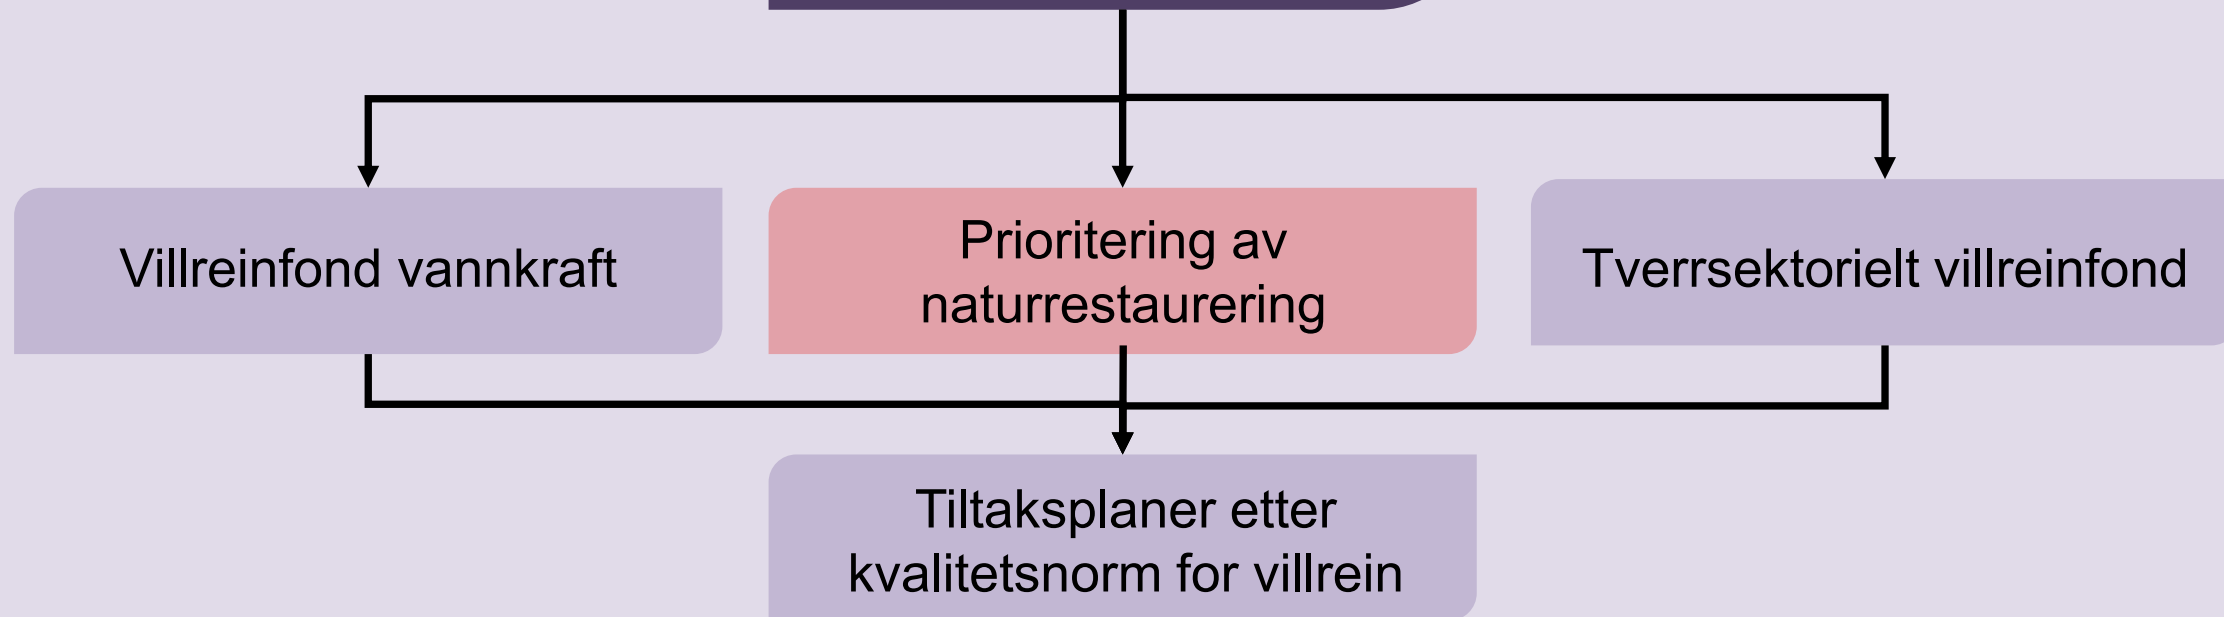 Villreinfond vannkraft
Prioritering av
naturrestaurering
Tverrsektorielt villreinfond
Tiltaksplaner etter
kvalitetsnorm for villrein